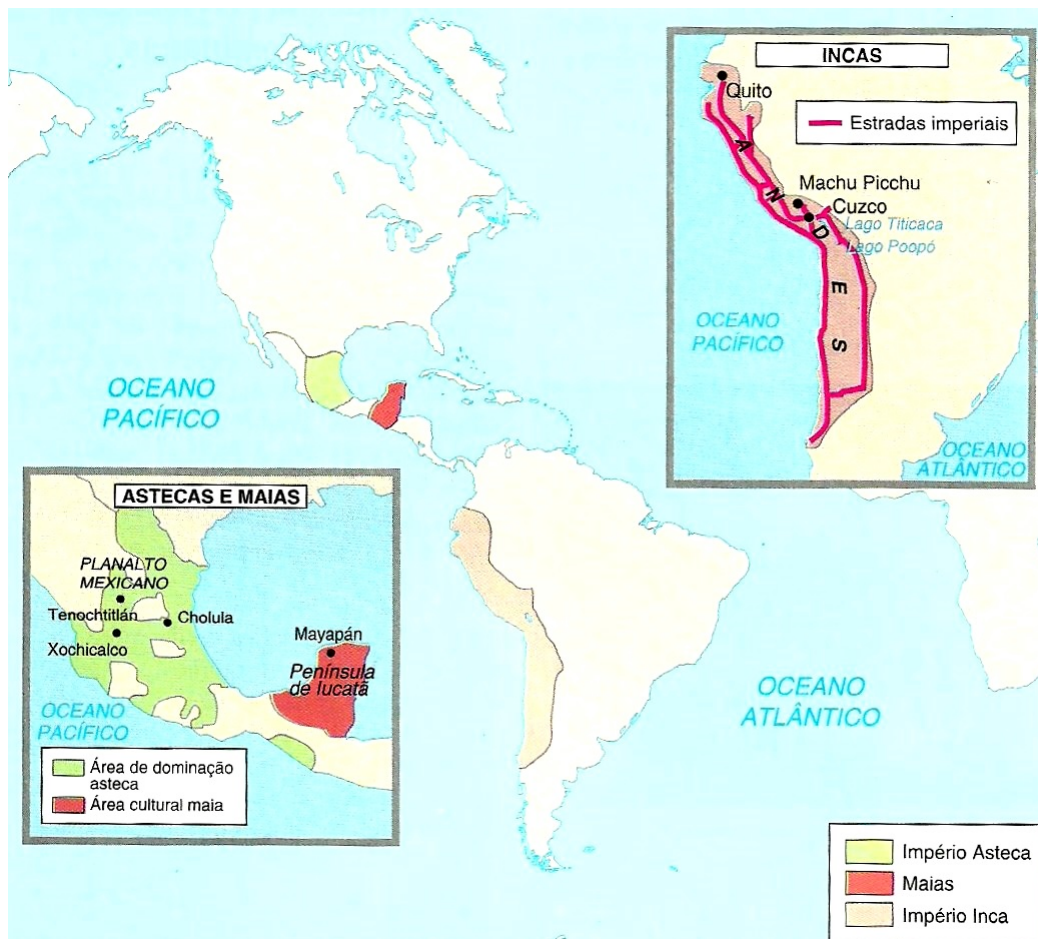 INCAS
Quito
Estradas imperiais
ANDES
Machu Picchu
Cuzco
Lago Titicaca
Lago Poopó
OCEANO
PACÍFICO
OCEANO
ATLÂNTICO
OCEANO
PACÍFICO
ASTECAS E MAIAS
PLANALTO
MEXICANO
Tenochtitlán
Cholula
Xochicalco
Mayapán
Península
de Iucatã
OCEANO
PACÍFICO
Área de dominação
asteca
Área cultural maia
OCEANO
ATLÂNTICO
Império Asteca
Maias
Império Inca